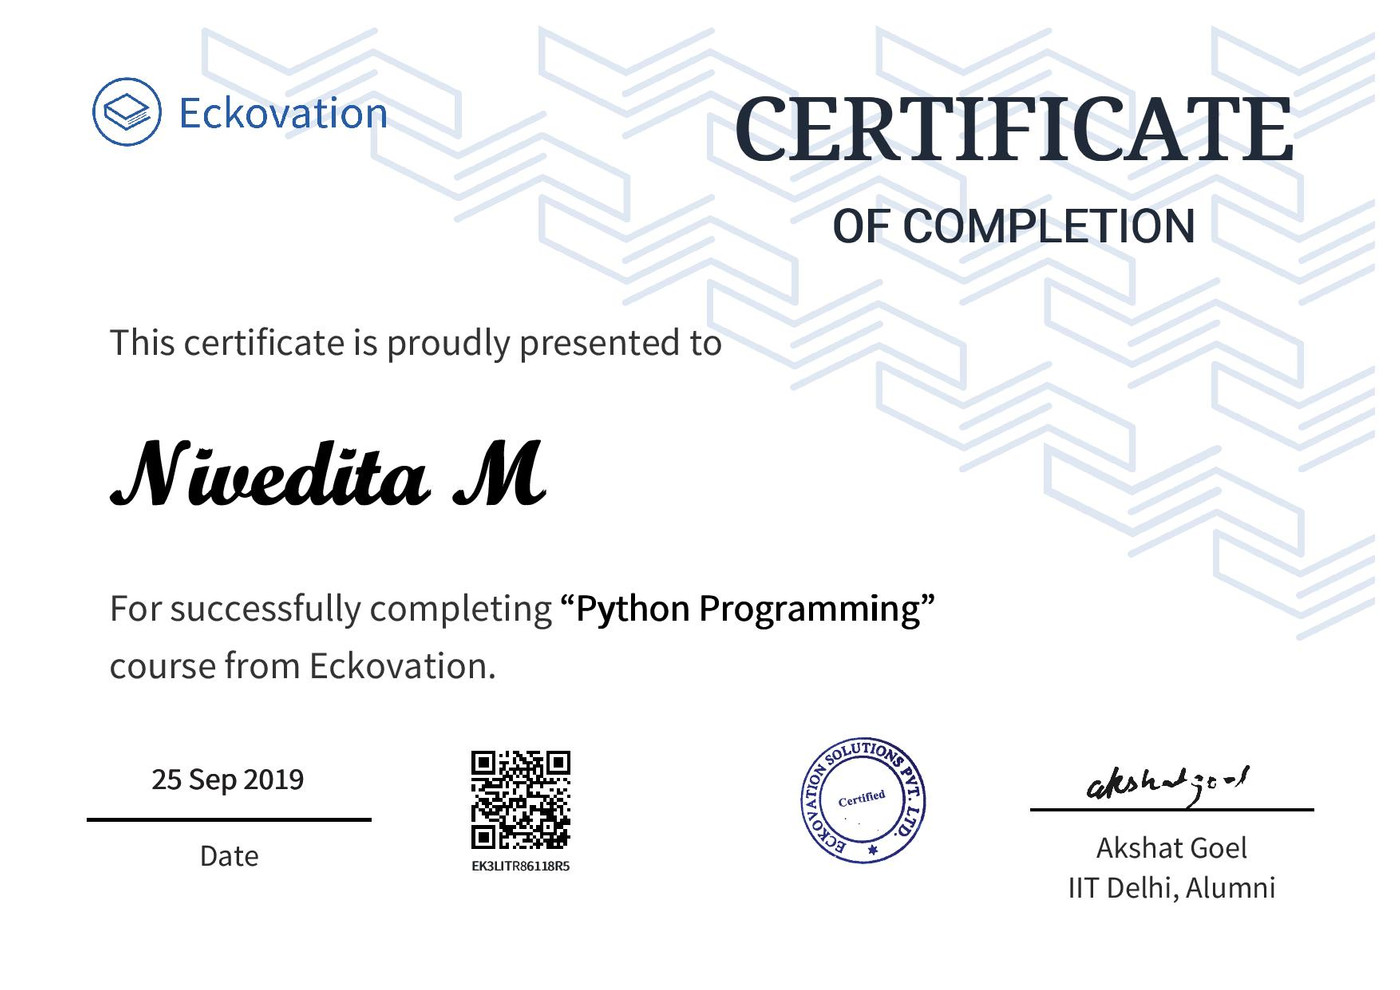 Eckovation
CERTIFICATE
OF COMPLETION
This certificate is proudly presented to
Nivedita M
For successfully completing “Python Programming”
course from Eckovation.
25 Sep 2019
Date
EK3LITR86118R5
ECKOVATION SOLUTIONS PVT. LTD.
Certified
akshatgoel
Akshat Goel
IIT Delhi, Alumni